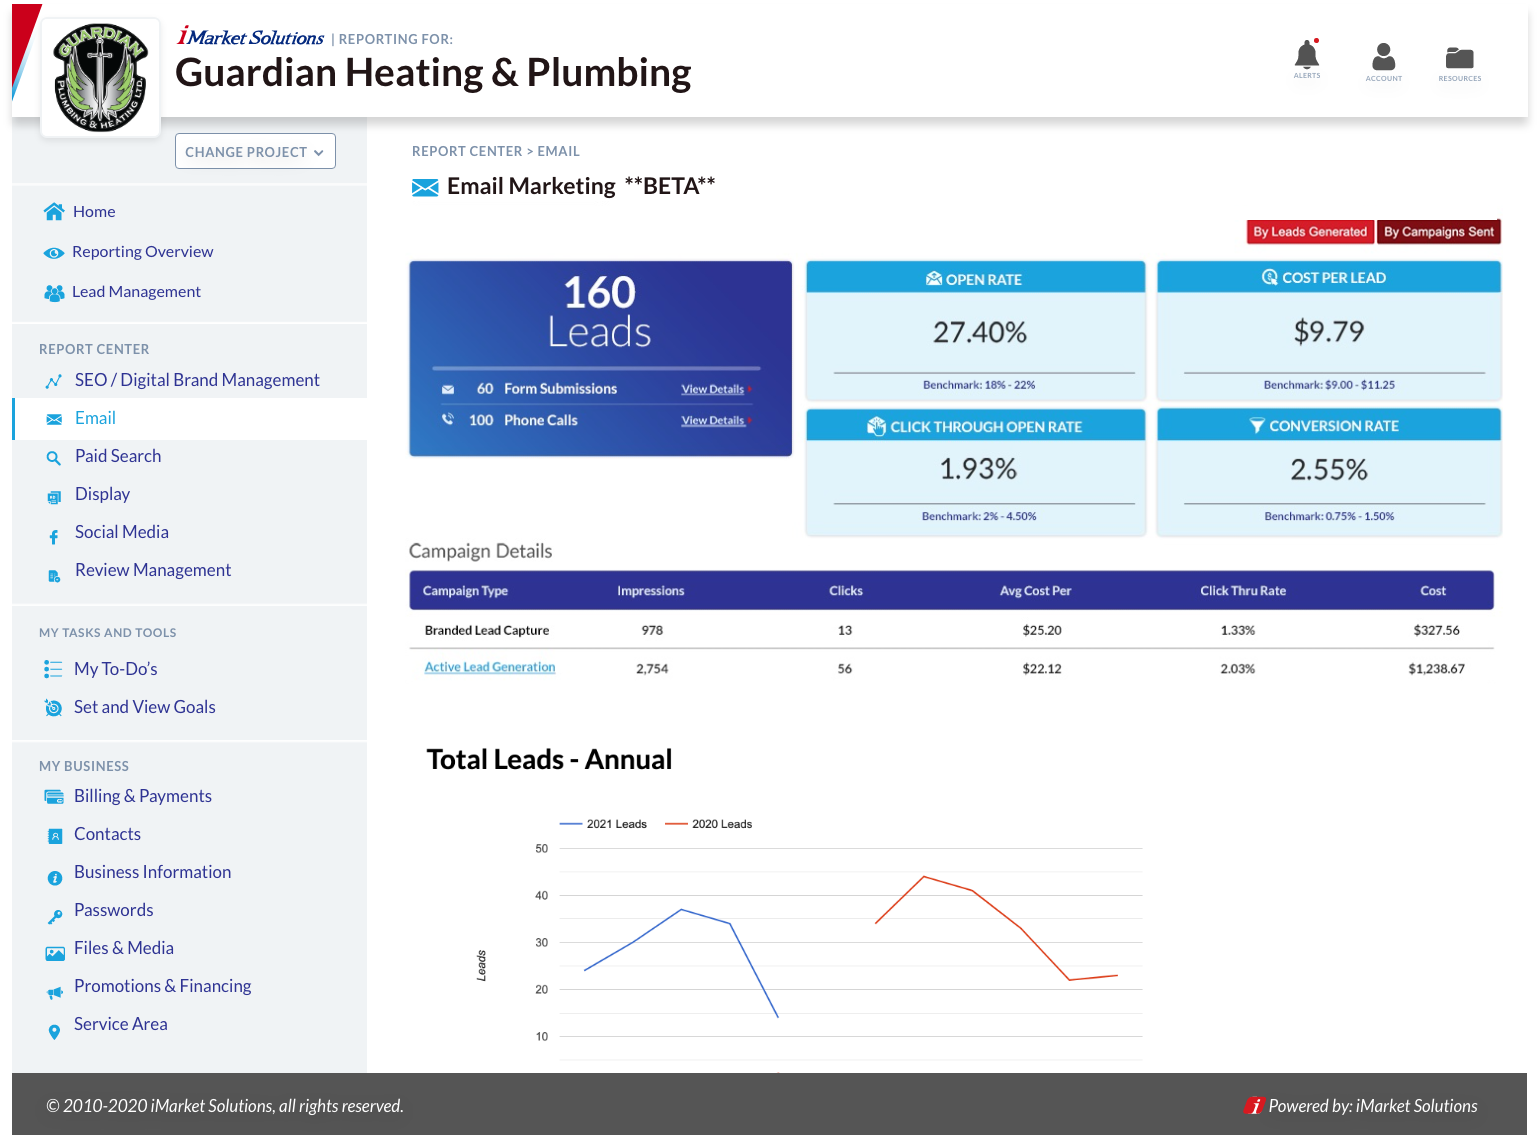 GUARDIAN
PLUMBING & HEATING LTD.
iMarket Solutions | REPORTING FOR:
Guardian Heating & Plumbing
ALERTS
ACCOUNT
RESOURCES
CHANGE PROJECT
Home
Reporting Overview
Lead Management
REPORT CENTER
SEO / Digital Brand Management
Email
Paid Search
Display
Social Media
Review Management
MY TASKS AND TOOLS
My To-Do's
Set and View Goals
MY BUSINESS
Billing & Payments
Contacts
Business Information
Passwords
Files & Media
Promotions & Financing
Service Area
REPORT CENTER > EMAIL
Email Marketing **BETA**
By Leads Generated By Campaigns Sent
160
Leads
60 Form Submissions View Details
100 Phone Calls View Details
OPEN RATE
27.40%
Benchmark: 18% - 22%
COST PER LEAD
$9.79
Benchmark: $9.00 - $11.25
CLICK THROUGH OPEN RATE
1.93%
Benchmark: 2% - 4.50%
CONVERSION RATE
2.55%
Benchmark: 0.75% - 1.50%
Campaign Details
Campaign Type Impressions Clicks Avg Cost Per Click Thru Rate Cost
Branded Lead Capture 978 13 $25.20 1.33% $327.56
Active Lead Generation 2,754 56 $22.12 2.03% $1,238.67
Total Leads - Annual
2021 Leads 2020 Leads
50
40
30
20
10
Leads
© 2010-2020 iMarket Solutions, all rights reserved.
i Powered by: iMarket Solutions